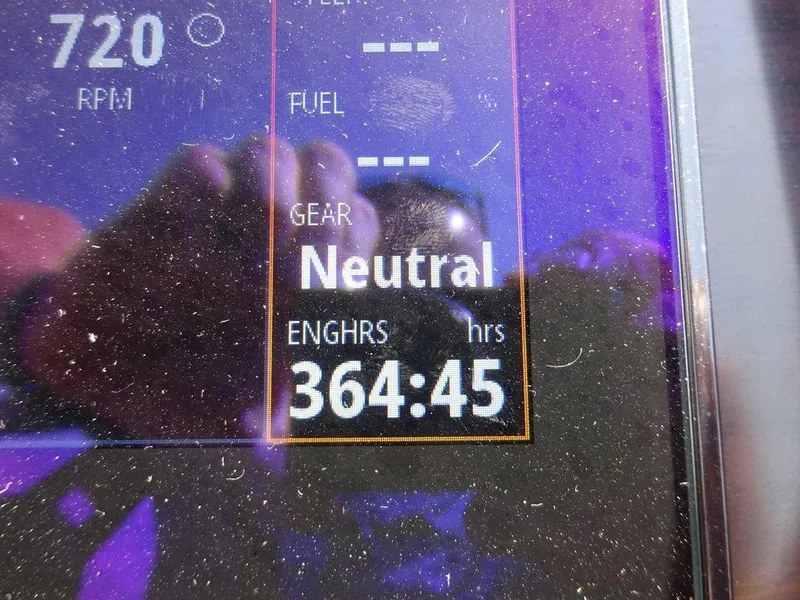 720
RPM
---
FUEL %
---
GEAR
Neutral
ENGHRS hrs
364:45